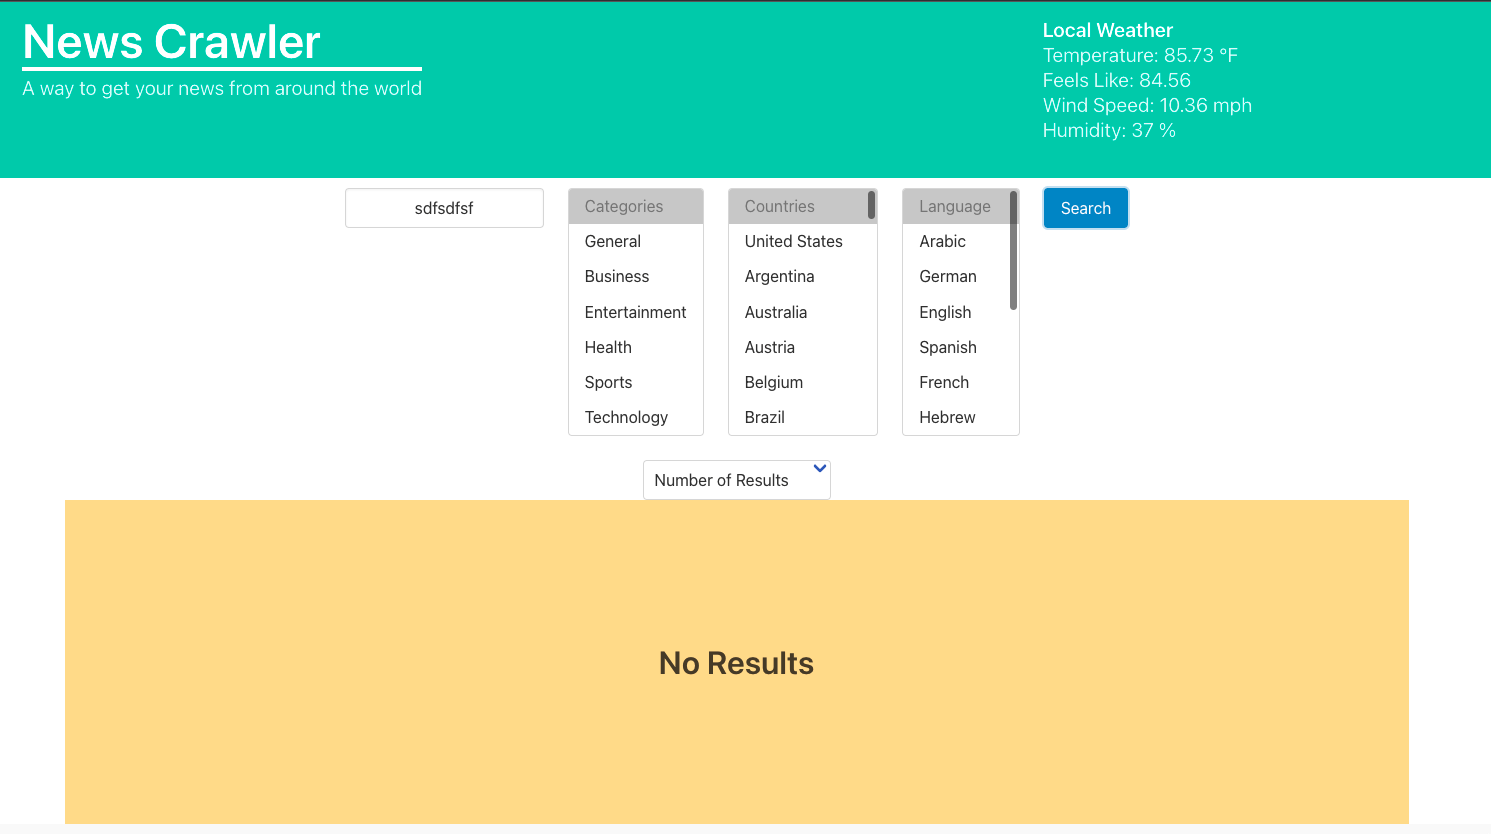 News Crawler
A way to get your news from around the world
Local Weather
Temperature: 85.73 °F
Feels Like: 84.56
Wind Speed: 10.36 mph
Humidity: 37 %
sdfsdfsf
Categories
General
Business
Entertainment
Health
Sports
Technology
Countries
United States
Argentina
Australia
Austria
Belgium
Brazil
Language
Arabic
German
English
Spanish
French
Hebrew
Search
Number of Results
No Results